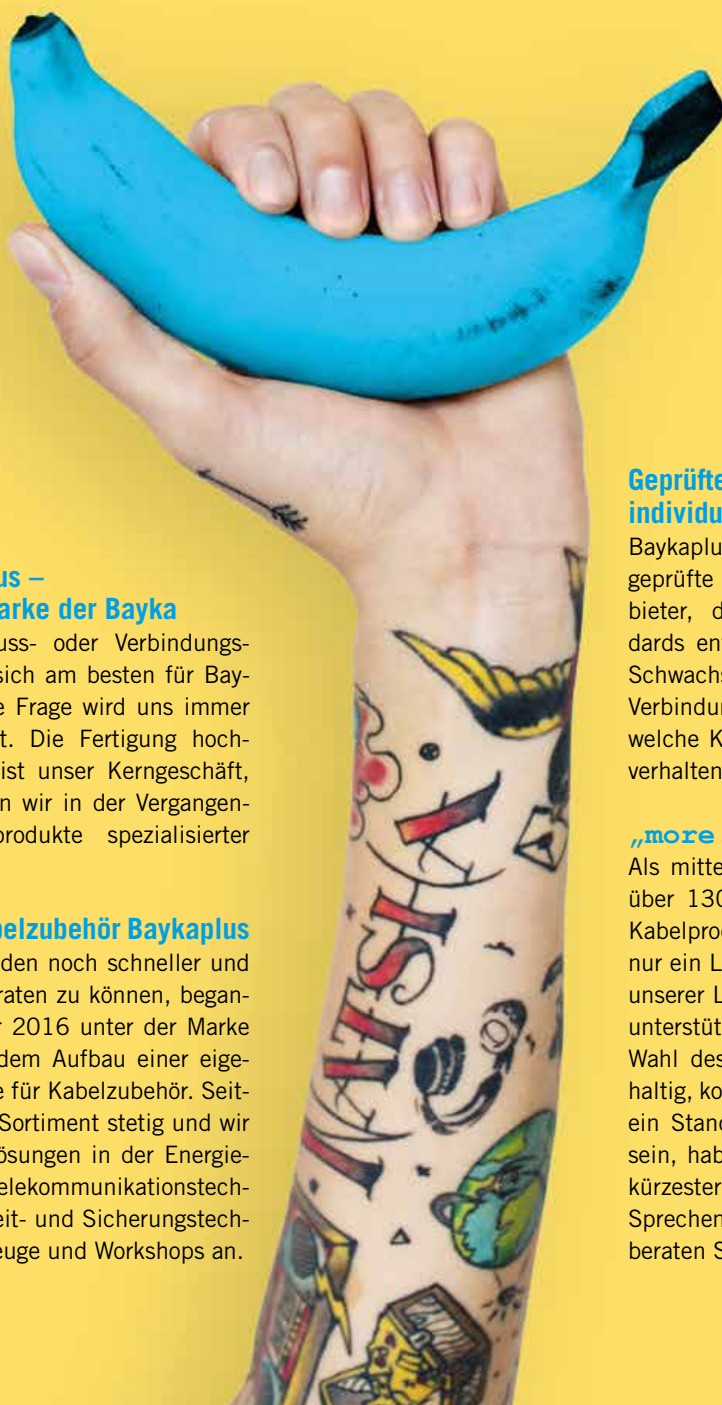 us –
arke der Bayka
uss- oder Verbindungs-
sich am besten für Bay-
e Frage wird uns immer
t. Die Fertigung hoch-
ist unser Kerngeschäft,
n wir in der Vergangen-
produkte spezialisierter
belzubehör Baykaplus
den noch schneller und
raten zu können, began-
r 2016 unter der Marke
dem Aufbau einer eige-
e für Kabelzubehör. Seit-
Sortiment stetig und wir
ösungen in der Energie-
elekommunikationstech-
eit- und Sicherungstech-
euge und Workshops an.
Geprüfte
individu
Baykaplu
geprüfte
bieter, d
dards en
Schwachs
Verbindun
welche K
verhalten
„more
Als mitte
über 130
Kabelprod
nur ein L
unserer L
unterstüt
Wahl des
haltig, ko
ein Stand
sein, hab
kürzester
Sprechen
beraten S